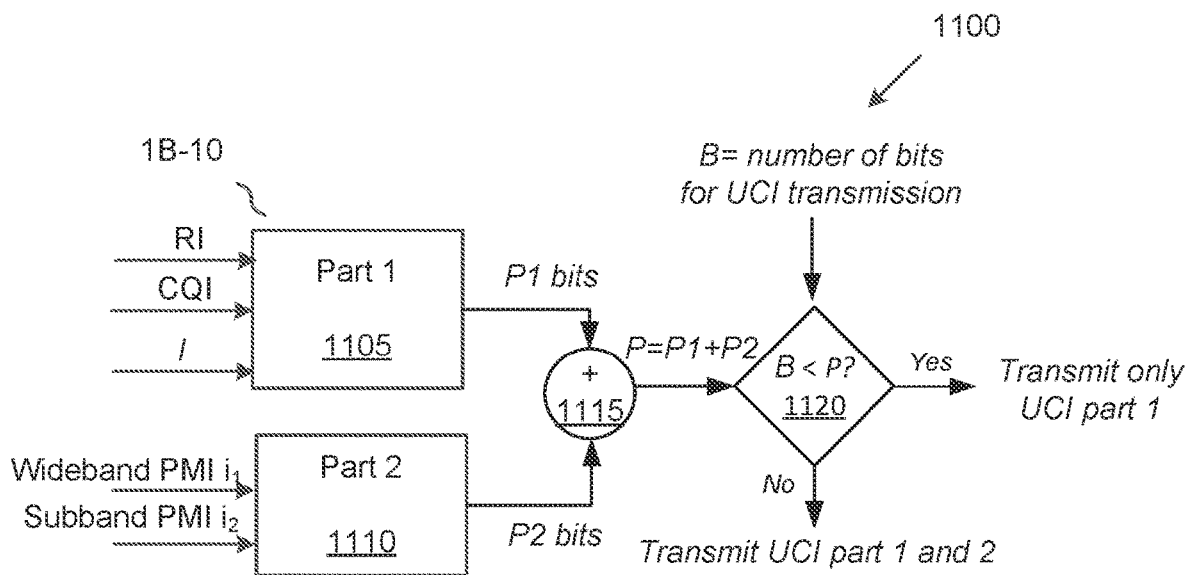 1100
1B-10
B= number of bits
for UCI transmission
RI
CQI
I
Part 1
1105
P1 bits
P=P1+P2
+
1115
B < P?
1120
Yes
Transmit only
UCI part 1
Wideband PMI i1
Subband PMI i2
Part 2
1110
P2 bits
No
Transmit UCI part 1 and 2